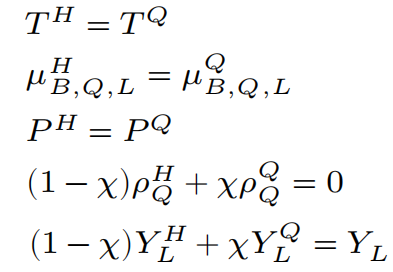 T^H = T^Q
μ^H_{B,Q,L} = μ^Q_{B,Q,L}
P^H = P^Q
(1 − χ)ρ^H_Q + χρ^Q_Q = 0
(1 − χ)Y^H_L + χY^Q_L = Y_L